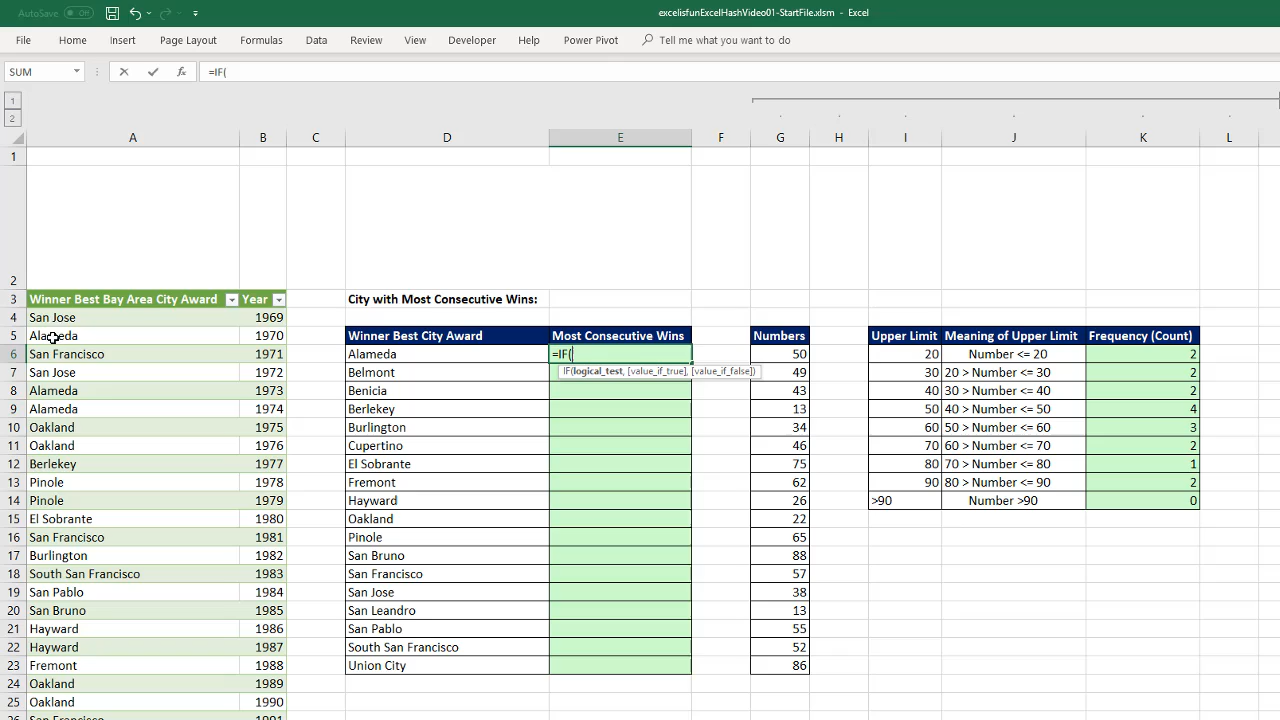 AutoSave Off excelisfunExcelHashVideo01-StartFile.xlsm - Excel
File Home Insert Page Layout Formulas Data Review View Developer Help Power Pivot Tell me what you want to do
SUM fx =IF(
1
2
A B C D E F G H I J K L
1
2
3 Winner Best Bay Area City Award Year City with Most Consecutive Wins:
4 San Jose 1969
5 Alameda 1970 Winner Best City Award Most Consecutive Wins Numbers Upper Limit Meaning of Upper Limit Frequency (Count)
6 San Francisco 1971 Alameda =IF( 50 20 Number <= 20 2
IF(logical_test, [value_if_true], [value_if_false])
7 San Jose 1972 Belmont 49 30 20 > Number <= 30 2
8 Alameda 1973 Benicia 43 40 30 > Number <= 40 2
9 Alameda 1974 Berlekey 13 50 40 > Number <= 50 4
10 Oakland 1975 Burlington 34 60 50 > Number <= 60 3
11 Oakland 1976 Cupertino 46 70 60 > Number <= 70 2
12 Berlekey 1977 El Sobrante 75 80 70 > Number <= 80 1
13 Pinole 1978 Fremont 62 90 80 > Number <= 90 2
14 Pinole 1979 Hayward 26 >90 Number >90 0
15 El Sobrante 1980 Oakland 22
16 San Francisco 1981 Pinole 65
17 Burlington 1982 San Bruno 88
18 South San Francisco 1983 San Francisco 57
19 San Pablo 1984 San Jose 38
20 San Bruno 1985 San Leandro 13
21 Hayward 1986 San Pablo 55
22 Hayward 1987 South San Francisco 52
23 Fremont 1988 Union City 86
24 Oakland 1989
25 Oakland 1990
26 San Francisco 1991